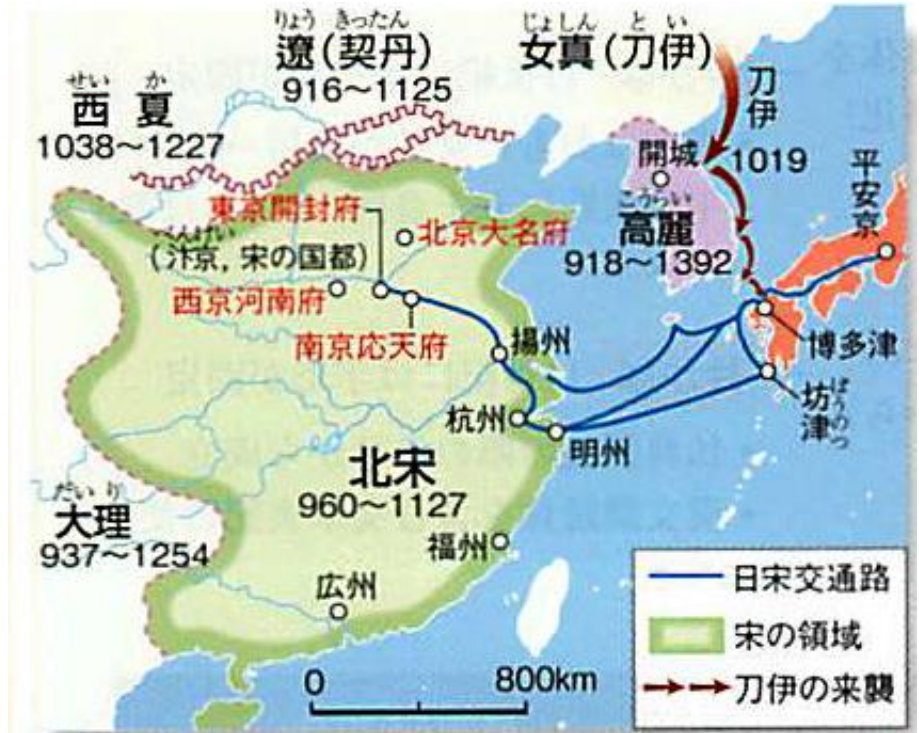 りょう きったん
遼(契丹)
916～1125
じょしん と い
女真(刀伊)
せい か
西夏
1038～1227
刀伊
1019
開城
こうらい
高麗
918～1392
平安京
東京開封府
べんけい
(汴京,宋の国都)
北京大名府
西京河南府
南京応天府
揚州
博多津
坊津
ぼうのつ
杭州
明州
北宋
960～1127
だいり
大理
937～1254
福州
広州
0 800km
日宋交通路
宋の領域
刀伊の来襲